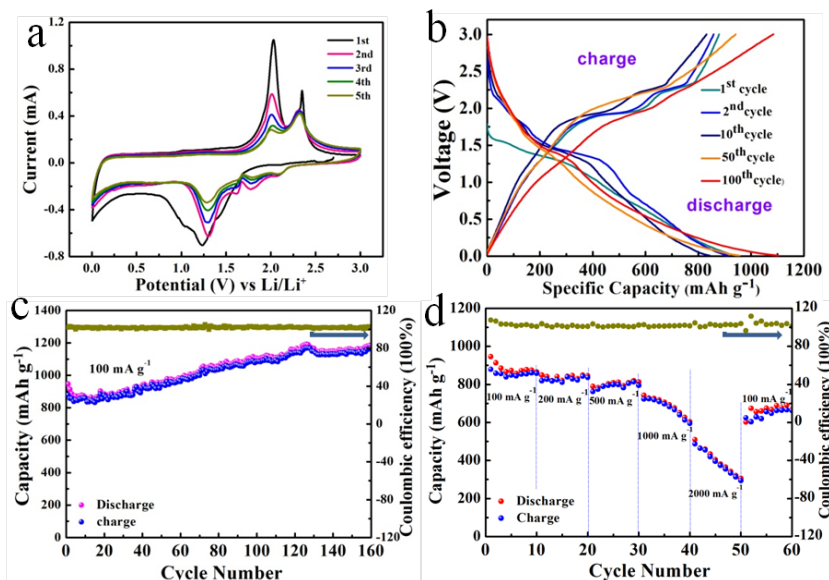 a
1.2
0.8
0.4
0.0
-0.4
-0.8
Current (mA)
1st
2nd
3rd
4th
5th
0.0 0.5 1.0 1.5 2.0 2.5 3.0
Potential (V) vs Li/Li+
b
3.0
2.5
2.0
1.5
1.0
0.5
0.0
Voltage (V)
charge
1st cycle
2nd cycle
10th cycle
50th cycle
100th cycle)
discharge
0 200 400 600 800 1000 1200
Specific Capacity (mAh g-1)
c
1400
1200
1000
800
600
400
200
0
Capacity (mAh g-1)
100 mA g-1
Discharge
charge
120
80
40
0
-40
-80
-120
Coulombic efficiency (100%)
0 20 40 60 80 100 120 140 160
Cycle Number
d
1200
1000
800
600
400
200
0
Capacity (mAh g-1)
100 mA g-1
200 mA g-1
500 mA g-1
1000 mA g-1
2000 mA g-1
100 mA g-1
Discharge
Charge
120
60
0
-60
-120
Coulombic efficiency (100%)
0 10 20 30 40 50 60
Cycle Number